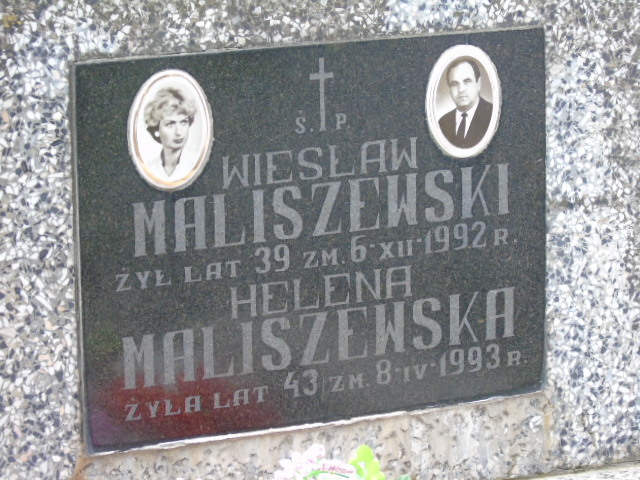 Ś. P.
WIESŁAW
MALISZEWSKI
ŻYŁ LAT 39 ZM. 6-XII-1992 R.
HELENA
MALISZEWSKA
ŻYŁA LAT 43 ZM. 8-IV-1993 R.